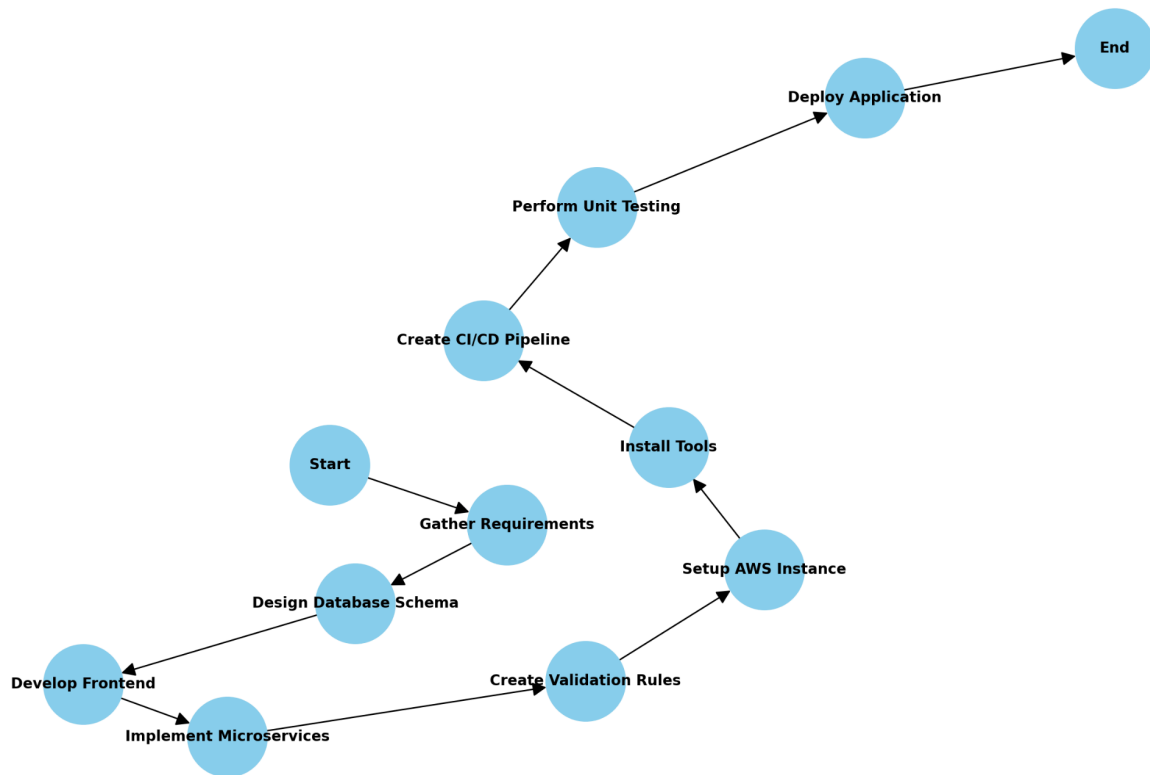 End
Deploy Application
Perform Unit Testing
Create CI/CD Pipeline
Install Tools
Start
Gather Requirements
Setup AWS Instance
Design Database Schema
Create Validation Rules
Develop Frontend
Implement Microservices